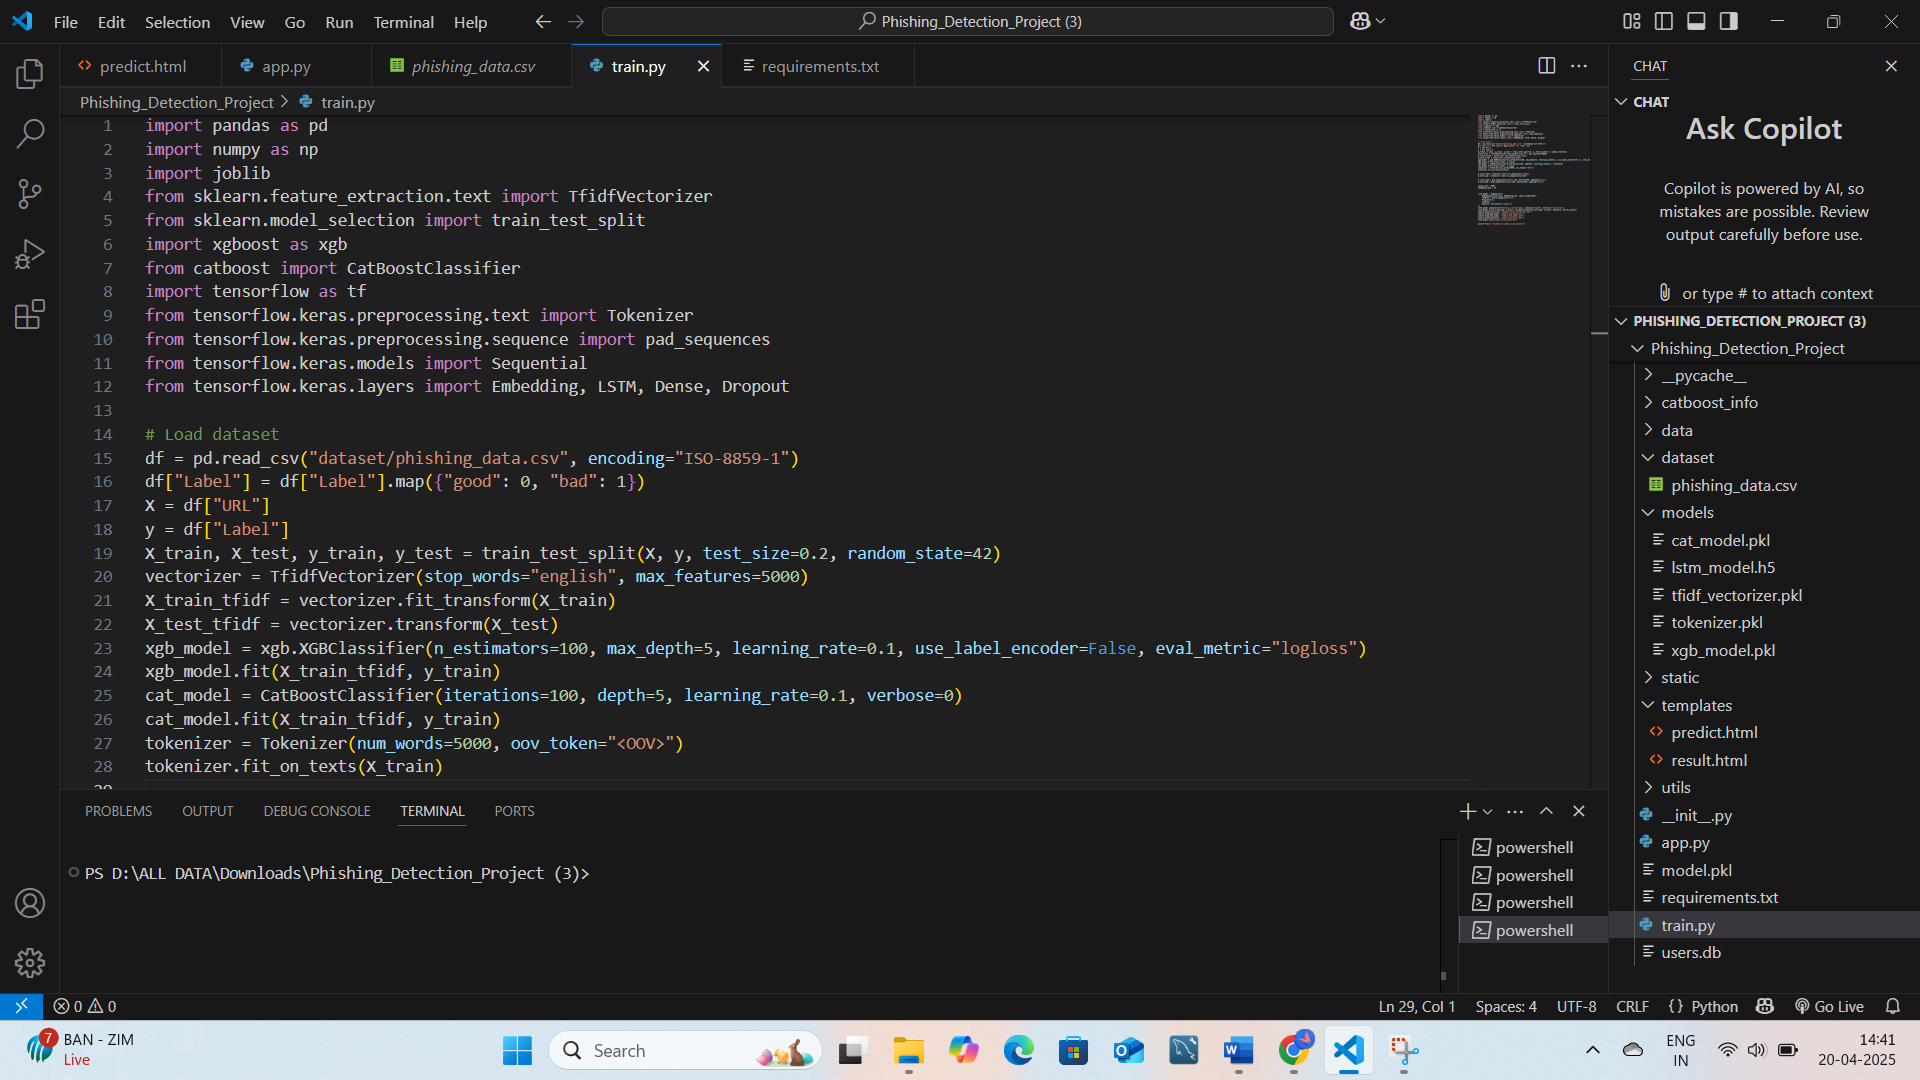 File Edit Selection View Go Run Terminal Help
Phishing_Detection_Project (3)
predict.html
app.py
phishing_data.csv
train.py
requirements.txt
Phishing_Detection_Project > train.py
1 import pandas as pd
2 import numpy as np
3 import joblib
4 from sklearn.feature_extraction.text import TfidfVectorizer
5 from sklearn.model_selection import train_test_split
6 import xgboost as xgb
7 from catboost import CatBoostClassifier
8 import tensorflow as tf
9 from tensorflow.keras.preprocessing.text import Tokenizer
10 from tensorflow.keras.preprocessing.sequence import pad_sequences
11 from tensorflow.keras.models import Sequential
12 from tensorflow.keras.layers import Embedding, LSTM, Dense, Dropout
13
14 # Load dataset
15 df = pd.read_csv("dataset/phishing_data.csv", encoding="ISO-8859-1")
16 df["Label"] = df["Label"].map({"good": 0, "bad": 1})
17 X = df["URL"]
18 y = df["Label"]
19 X_train, X_test, y_train, y_test = train_test_split(X, y, test_size=0.2, random_state=42)
20 vectorizer = TfidfVectorizer(stop_words="english", max_features=5000)
21 X_train_tfidf = vectorizer.fit_transform(X_train)
22 X_test_tfidf = vectorizer.transform(X_test)
23 xgb_model = xgb.XGBClassifier(n_estimators=100, max_depth=5, learning_rate=0.1, use_label_encoder=False, eval_metric="logloss")
24 xgb_model.fit(X_train_tfidf, y_train)
25 cat_model = CatBoostClassifier(iterations=100, depth=5, learning_rate=0.1, verbose=0)
26 cat_model.fit(X_train_tfidf, y_train)
27 tokenizer = Tokenizer(num_words=5000, oov_token="<OOV>")
28 tokenizer.fit_on_texts(X_train)
PROBLEMS OUTPUT DEBUG CONSOLE TERMINAL PORTS
PS D:\ALL DATA\Downloads\Phishing_Detection_Project (3)>
powershell
powershell
powershell
powershell
CHAT
CHAT
Ask Copilot
Copilot is powered by AI, so
mistakes are possible. Review
output carefully before use.
or type # to attach context
PHISHING_DETECTION_PROJECT (3)
Phishing_Detection_Project
__pycache__
catboost_info
data
dataset
phishing_data.csv
models
cat_model.pkl
lstm_model.h5
tfidf_vectorizer.pkl
tokenizer.pkl
xgb_model.pkl
static
templates
predict.html
result.html
utils
__init__.py
app.py
model.pkl
requirements.txt
train.py
users.db
0 0
Ln 29, Col 1 Spaces: 4 UTF-8 CRLF {} Python Go Live
7
BAN - ZIM
Live
Search
ENG
IN
14:41
20-04-2025